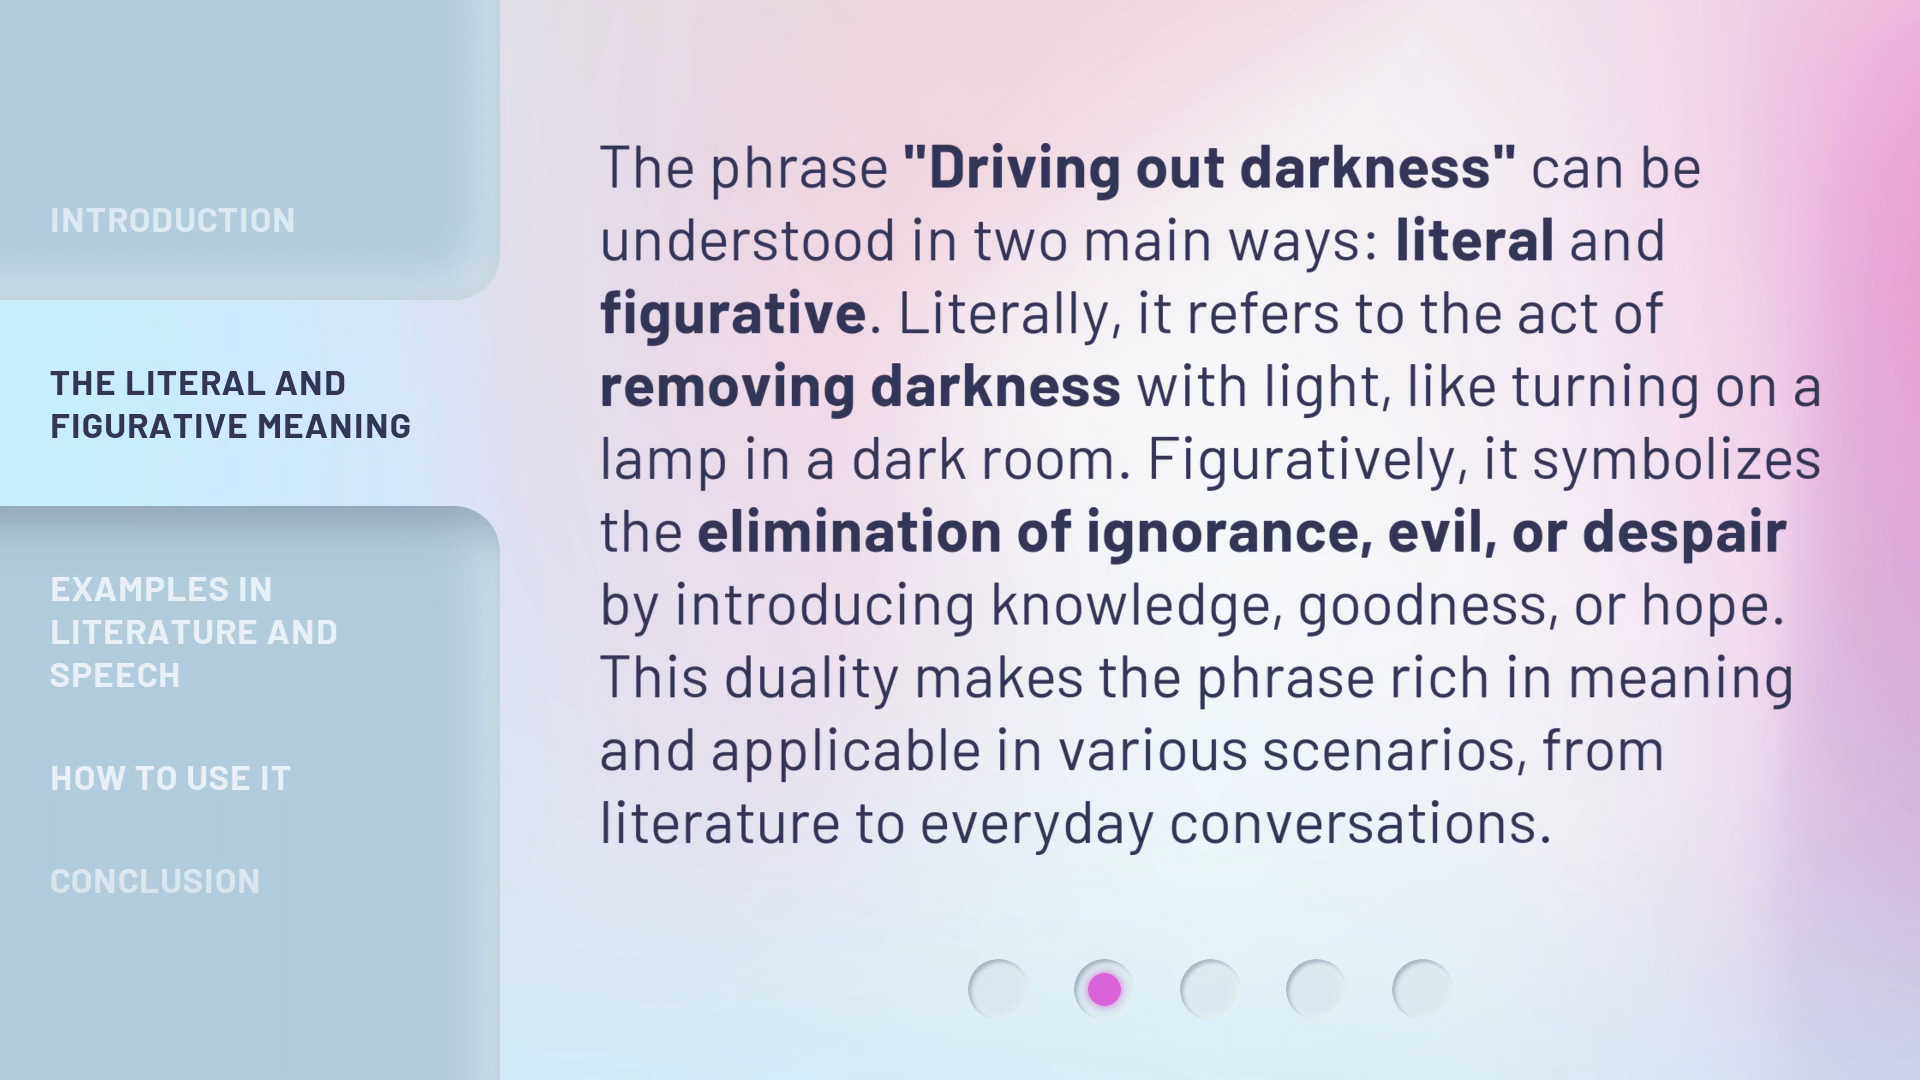 INTRODUCTION
THE LITERAL AND
FIGURATIVE MEANING
EXAMPLES IN
LITERATURE AND
SPEECH
HOW TO USE IT
CONCLUSION
The phrase "Driving out darkness" can be
understood in two main ways: literal and
figurative. Literally, it refers to the act of
removing darkness with light, like turning on a
lamp in a dark room. Figuratively, it symbolizes
the elimination of ignorance, evil, or despair
by introducing knowledge, goodness, or hope.
This duality makes the phrase rich in meaning
and applicable in various scenarios, from
literature to everyday conversations.